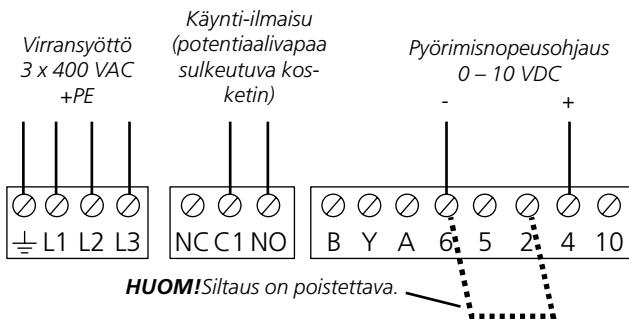 Virransyöttö
3 x 400 VAC
+PE
Käynti-ilmaisu
(potentiaalivapaa
sulkeutuva kos-
ketin)
Pyörimisnopeusohjaus
0 – 10 VDC
- +
L1 L2 L3
NC C1 NO
B Y A 6 5 2 4 10
HUOM!Siltaus on poistettava.